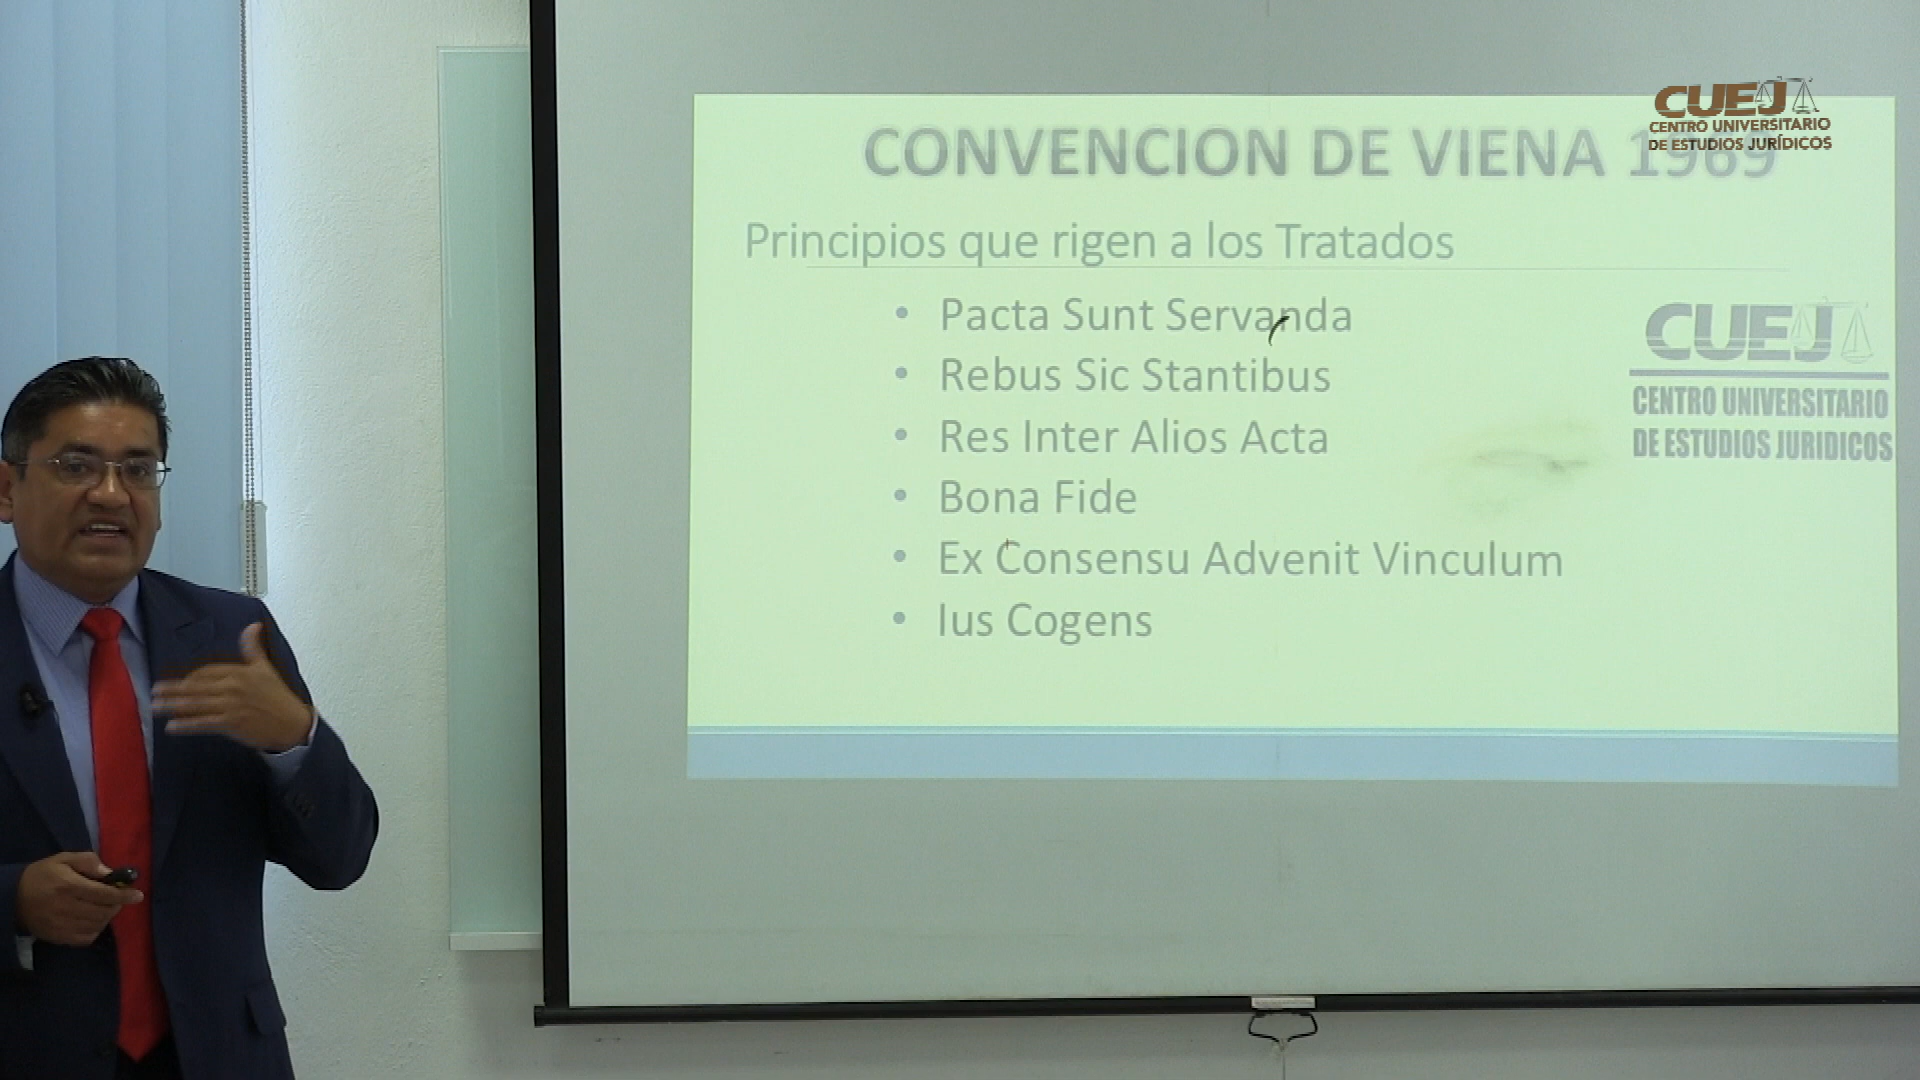 CUEJ
CENTRO UNIVERSITARIO
DE ESTUDIOS JURÍDICOS
CONVENCION DE VIENA 1969
Principios que rigen a los Tratados
• Pacta Sunt Servanda
• Rebus Sic Stantibus
• Res Inter Alios Acta
• Bona Fide
• Ex Consensu Advenit Vinculum
• Ius Cogens
CUEJ
CENTRO UNIVERSITARIO
DE ESTUDIOS JURIDICOS